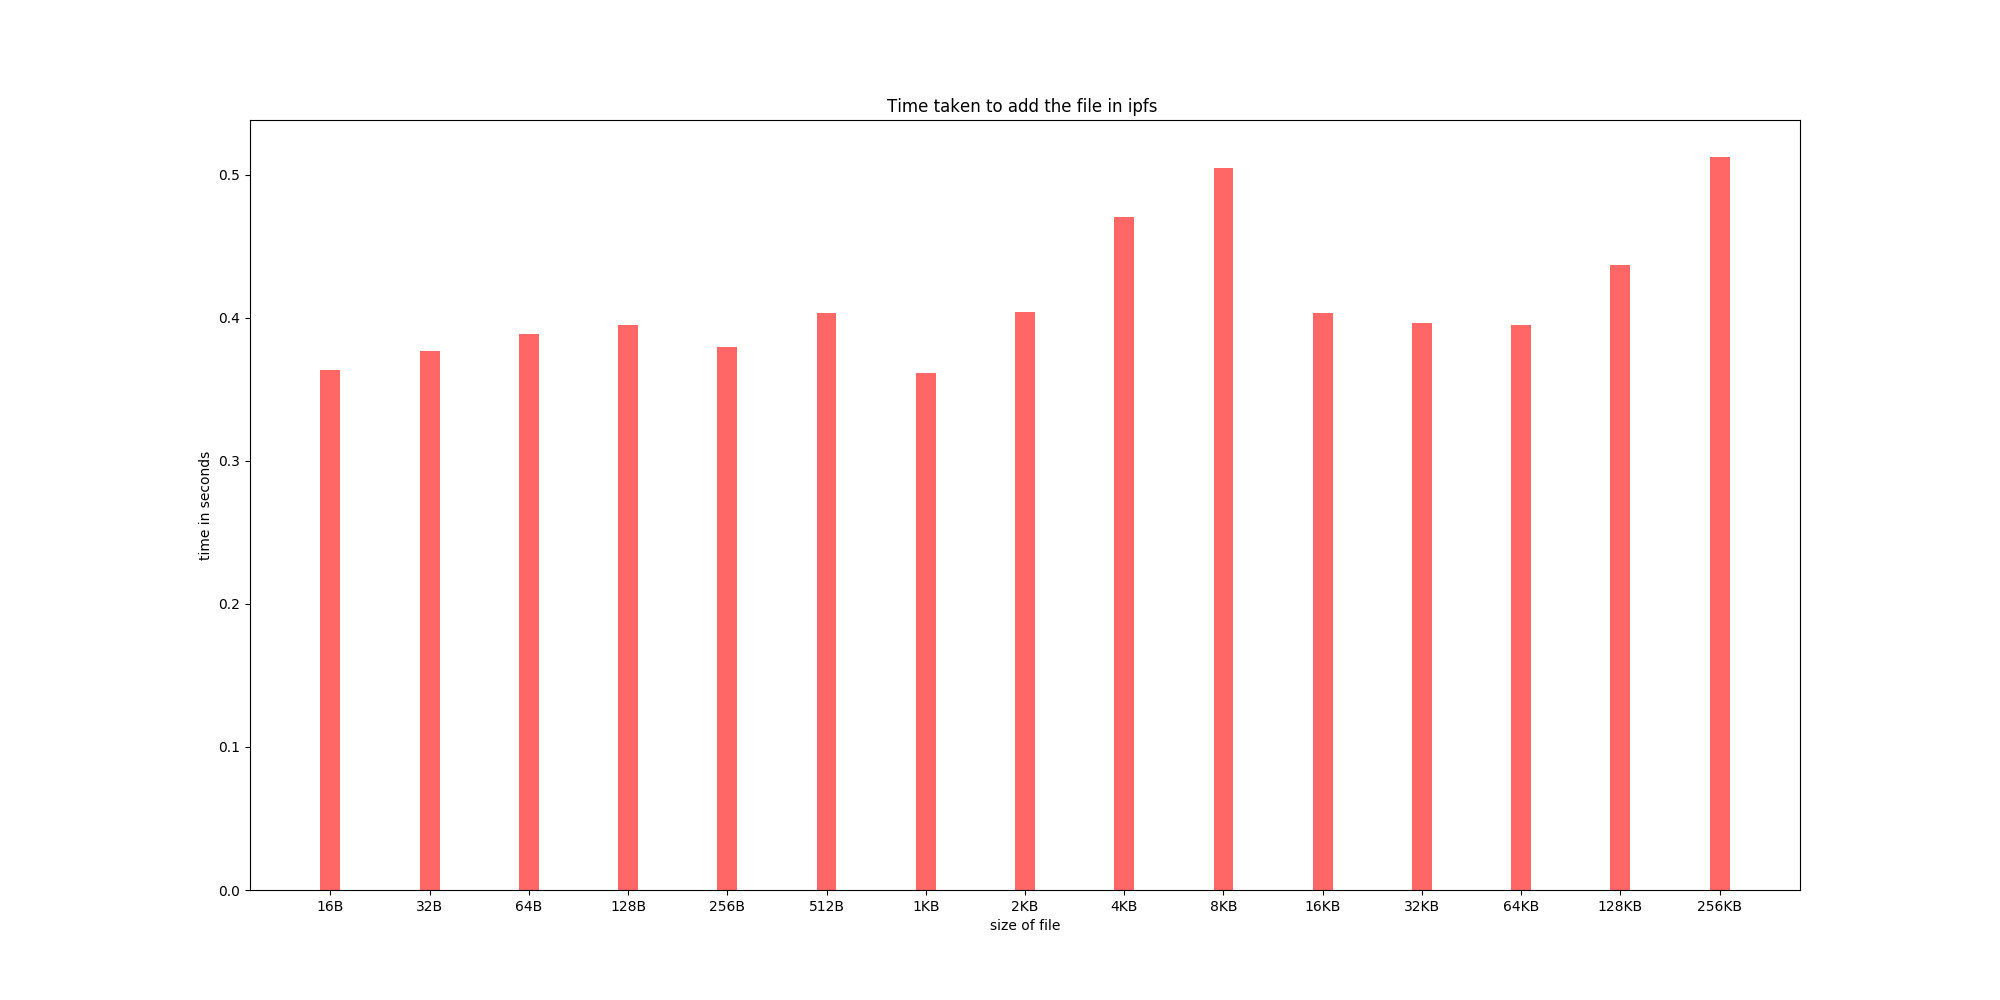 Time taken to add the file in ipfs
0.5
0.4
0.3
0.2
0.1
0.0
time in seconds
16B 32B 64B 128B 256B 512B 1KB 2KB 4KB 8KB 16KB 32KB 64KB 128KB 256KB
size of file